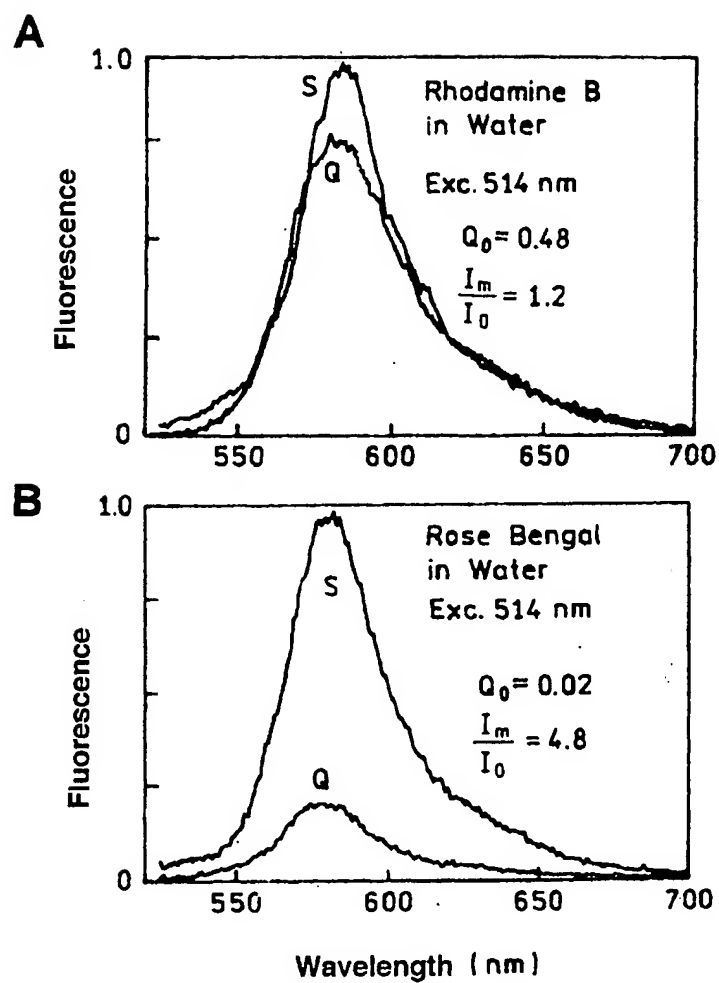 A
1.0
S
Rhodamine B
in Water
Q
Exc. 514 nm
Q0 = 0.48
Im
I0
= 1.2
Fluorescence
0
550
600
650
700
B
1.0
Rose Bengal
in Water
S
Exc. 514 nm
Q0 = 0.02
Im
I0
= 4.8
Q
Fluorescence
0
550
600
650
700
Wavelength (nm)